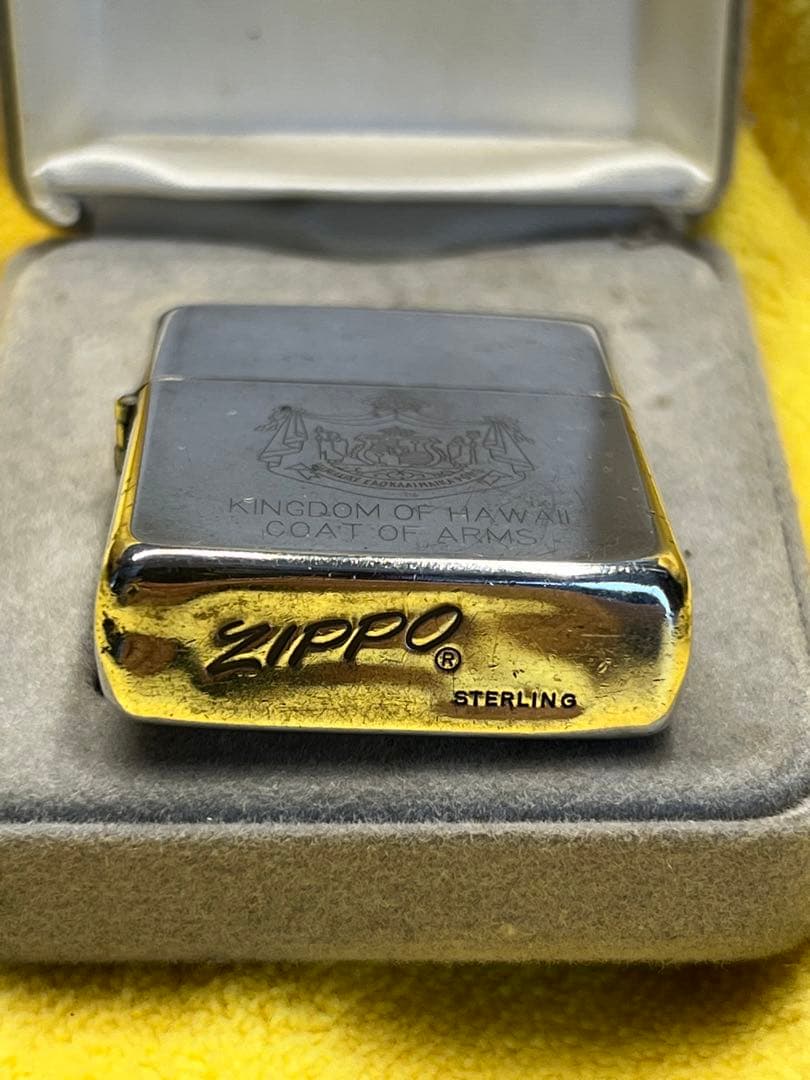 KINGDOM OF HAWAII
COAT OF ARMS
ZIPPO®
STERLING